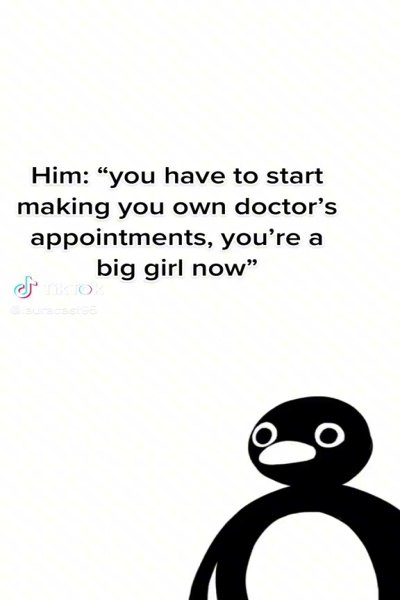 Him: “you have to start
making you own doctor’s
appointments, you’re a
big girl now”
TikTok